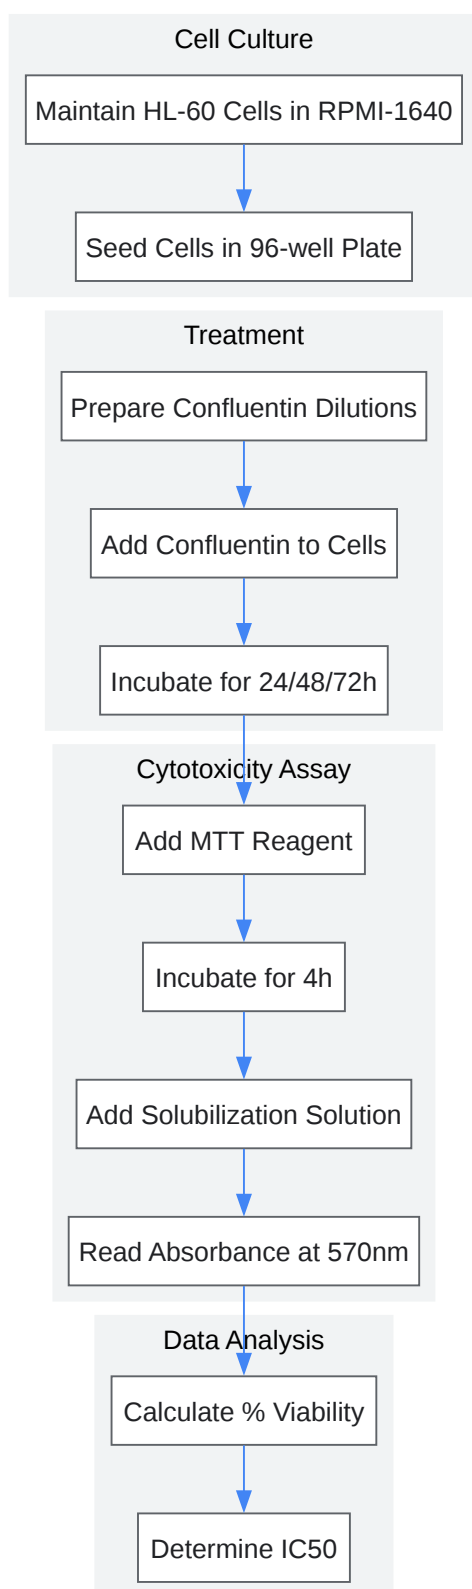 Cell Culture
Maintain HL-60 Cells in RPMI-1640
Seed Cells in 96-well Plate
Treatment
Prepare Confluentin Dilutions
Add Confluentin to Cells
Incubate for 24/48/72h
Cytotoxicity Assay
Add MTT Reagent
Incubate for 4h
Add Solubilization Solution
Read Absorbance at 570nm
Data Analysis
Calculate % Viability
Determine IC50